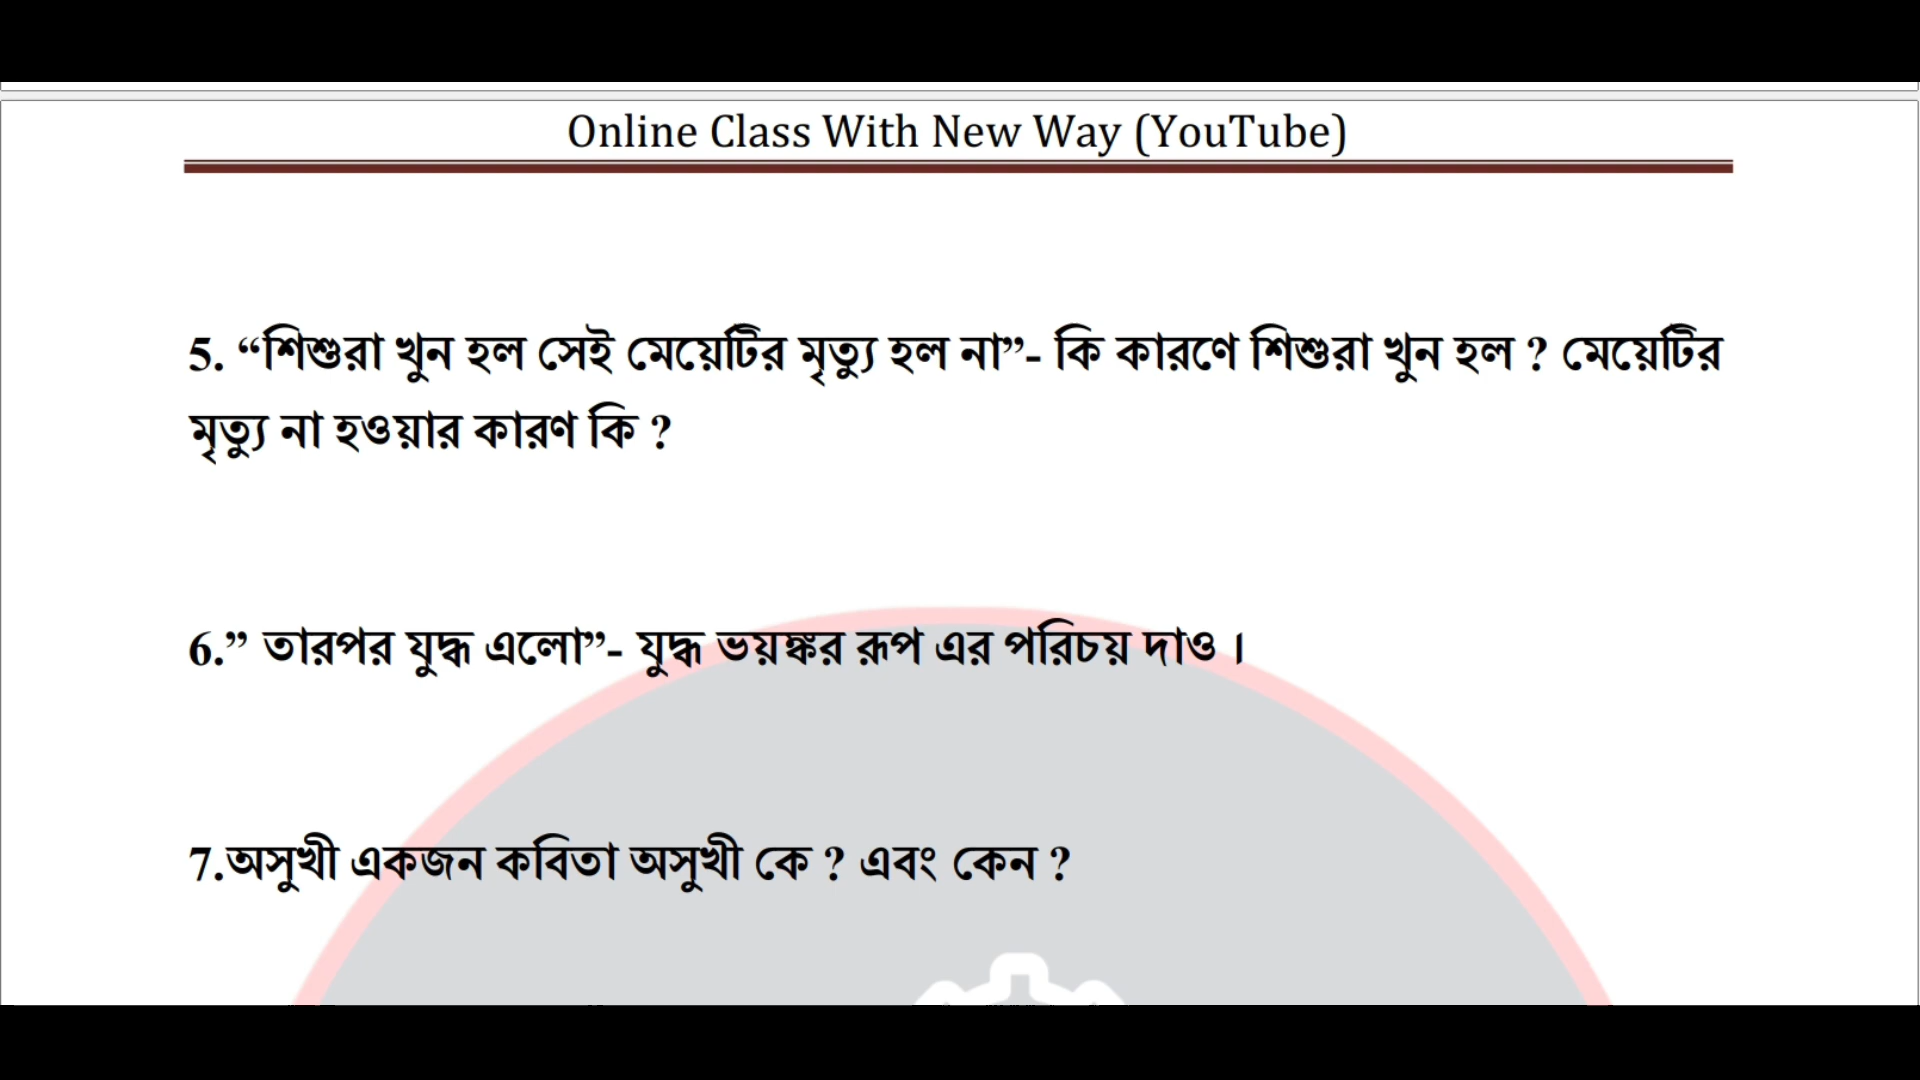 Online Class With New Way (YouTube)
5. “শিশুরা খুন হল সেই মেয়েটির মৃত্যু হল না”- কি কারণে শিশুরা খুন হল ? মেয়েটির
মৃত্যু না হওয়ার কারণ কি ?
6.” তারপর যুদ্ধ এলো”- যুদ্ধ ভয়ঙ্কর রূপ এর পরিচয় দাও ।
7.অসুখী একজন কবিতা অসুখী কে ? এবং কেন ?